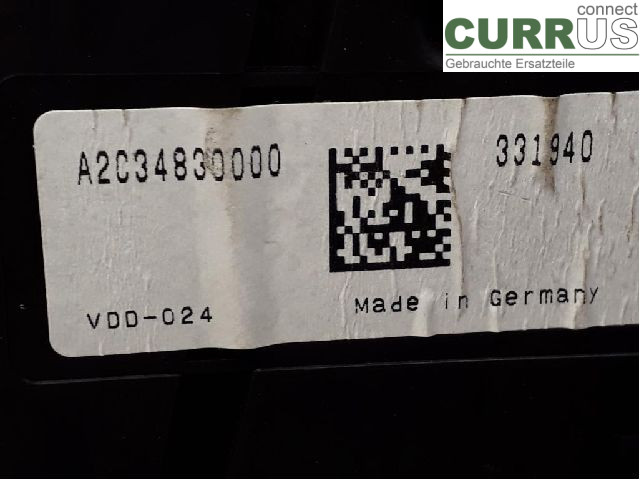 connect
CURRUS
Gebrauchte Ersatzteile
A2C34830000
331940
VDD-024
Made in Germany